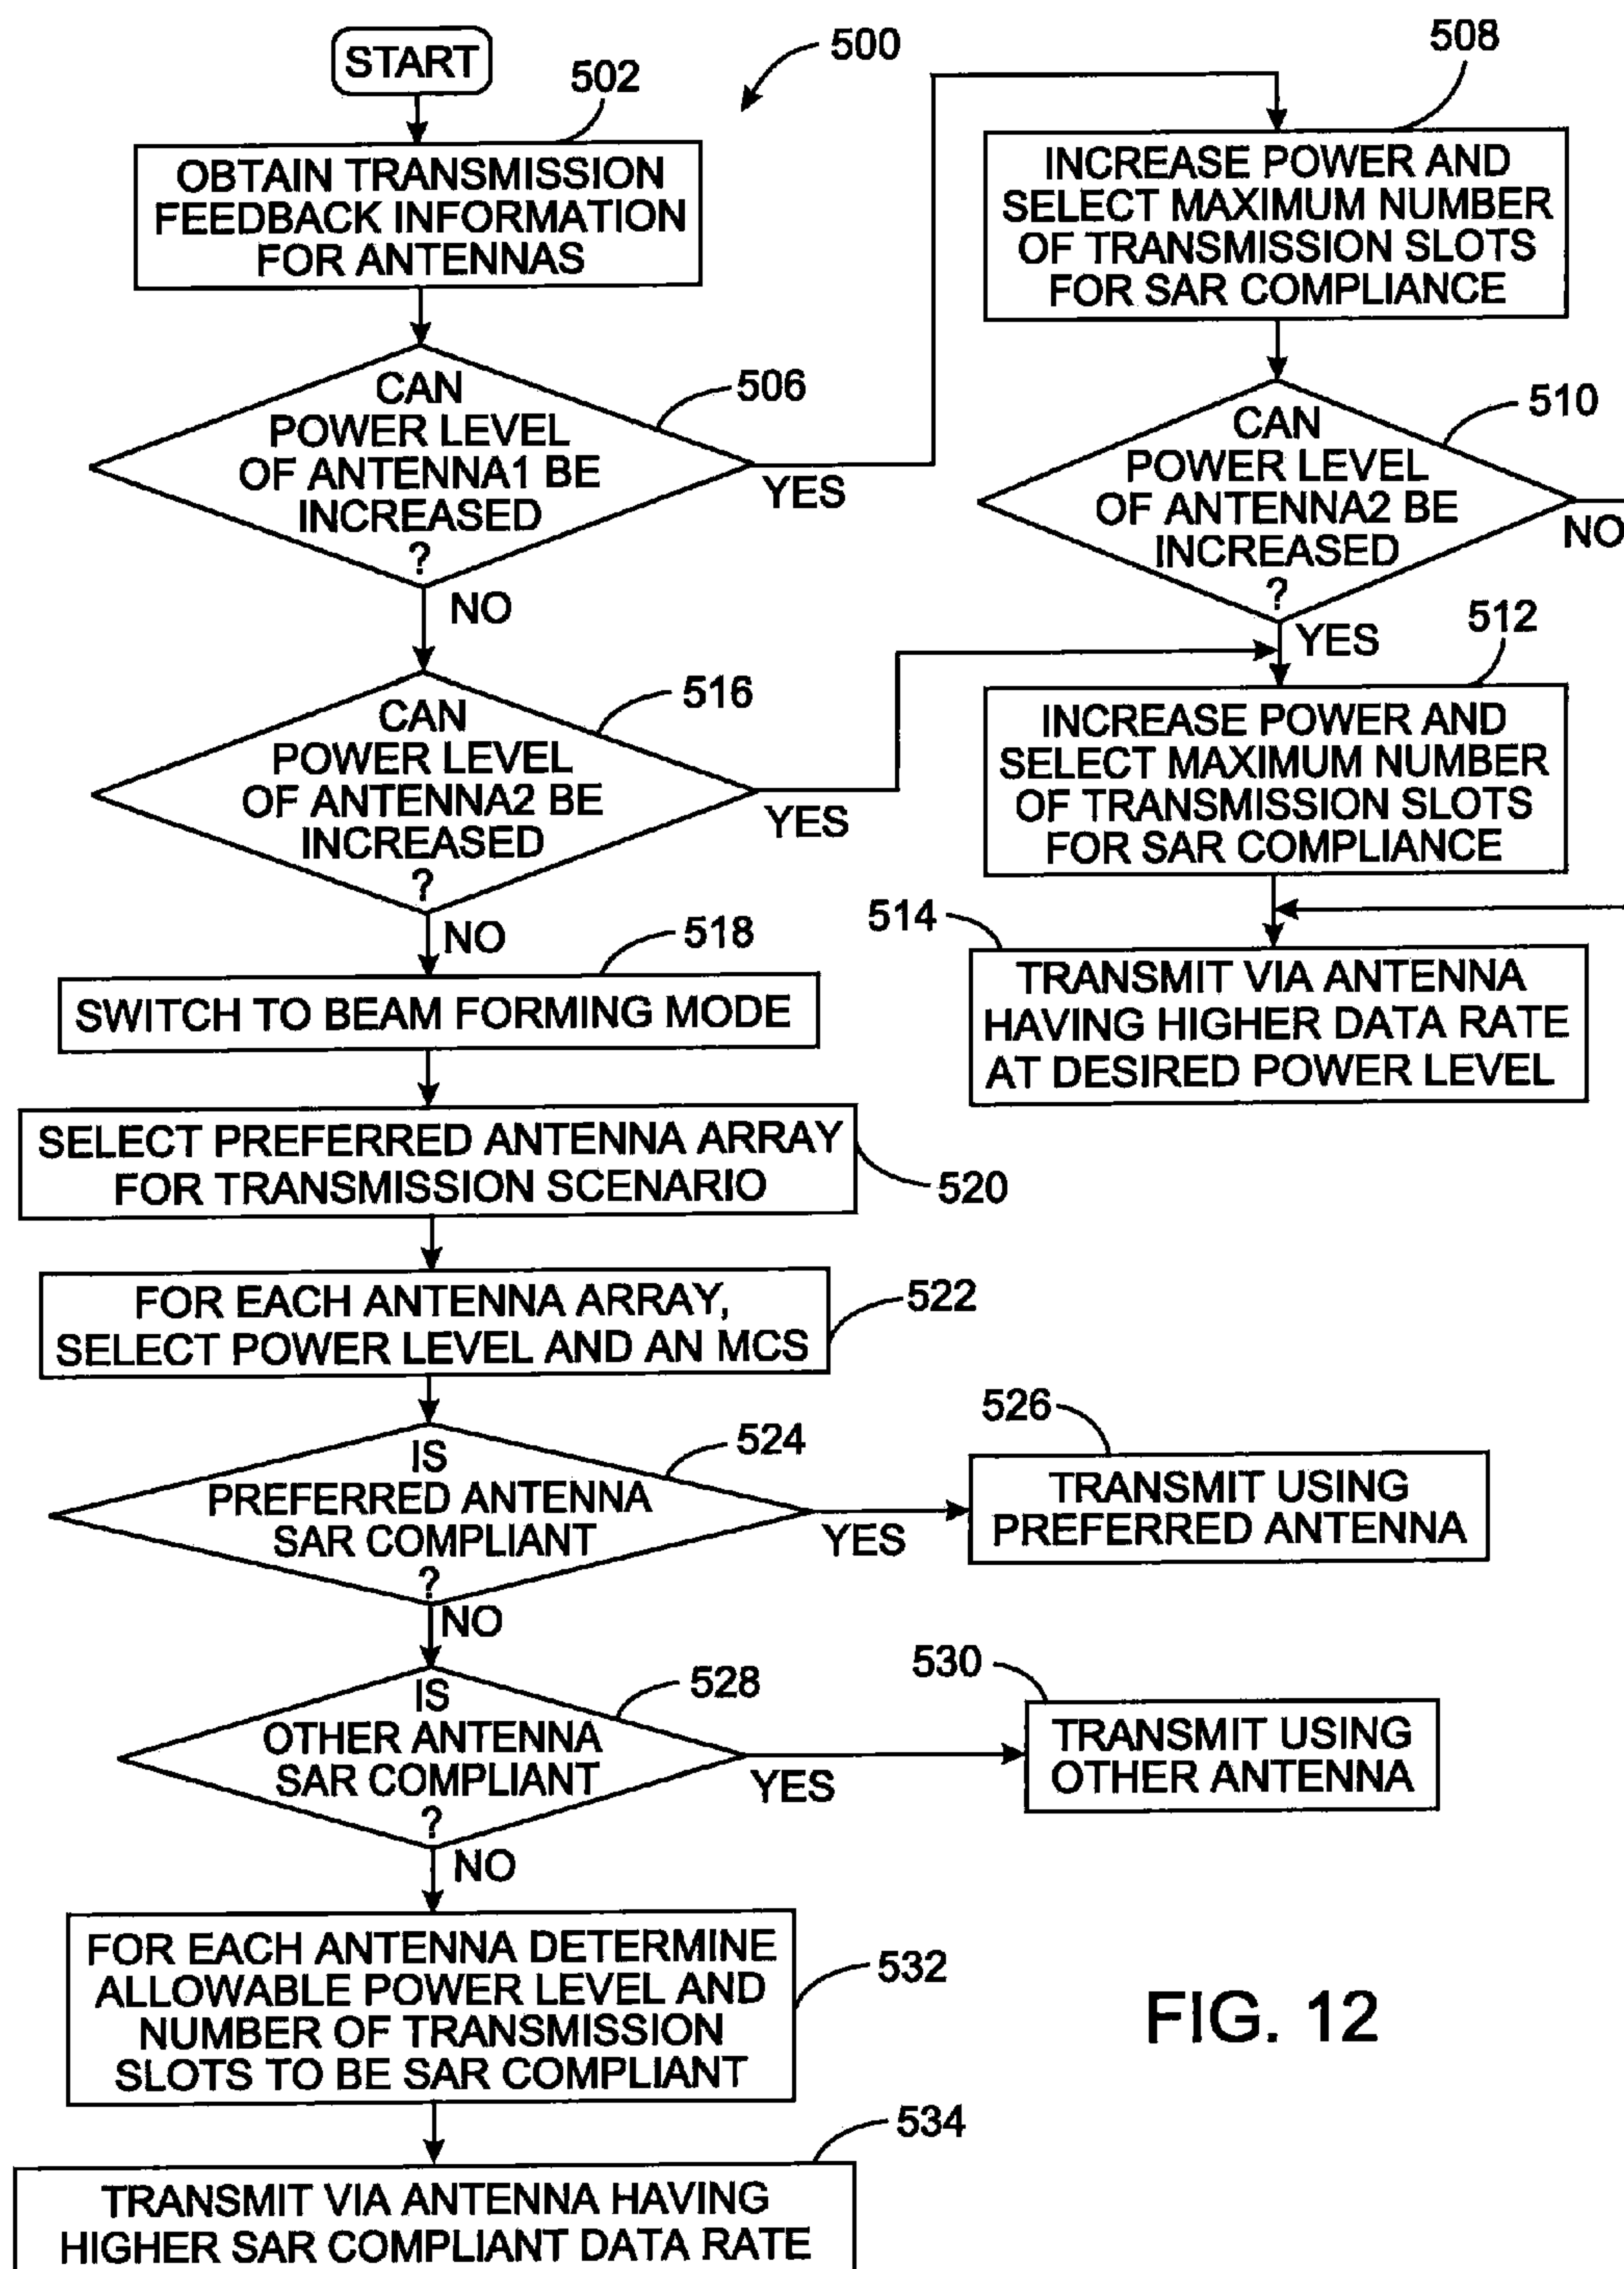 START
500
502
OBTAIN TRANSMISSION
FEEDBACK INFORMATION
FOR ANTENNAS
506
CAN
POWER LEVEL
OF ANTENNA1 BE
INCREASED
?
YES
NO
508
INCREASE POWER AND
SELECT MAXIMUM NUMBER
OF TRANSMISSION SLOTS
FOR SAR COMPLIANCE
510
CAN
POWER LEVEL
OF ANTENNA2 BE
INCREASED
?
NO
YES
512
INCREASE POWER AND
SELECT MAXIMUM NUMBER
OF TRANSMISSION SLOTS
FOR SAR COMPLIANCE
514
TRANSMIT VIA ANTENNA
HAVING HIGHER DATA RATE
AT DESIRED POWER LEVEL
516
CAN
POWER LEVEL
OF ANTENNA2 BE
INCREASED
?
YES
NO
518
SWITCH TO BEAM FORMING MODE
SELECT PREFERRED ANTENNA ARRAY
FOR TRANSMISSION SCENARIO
520
FOR EACH ANTENNA ARRAY,
SELECT POWER LEVEL AND AN MCS
522
524
IS
PREFERRED ANTENNA
SAR COMPLIANT
?
YES
NO
526
TRANSMIT USING
PREFERRED ANTENNA
528
IS
OTHER ANTENNA
SAR COMPLIANT
?
YES
NO
530
TRANSMIT USING
OTHER ANTENNA
FOR EACH ANTENNA DETERMINE
ALLOWABLE POWER LEVEL AND
NUMBER OF TRANSMISSION
SLOTS TO BE SAR COMPLIANT
532
534
TRANSMIT VIA ANTENNA HAVING
HIGHER SAR COMPLIANT DATA RATE
FIG. 12